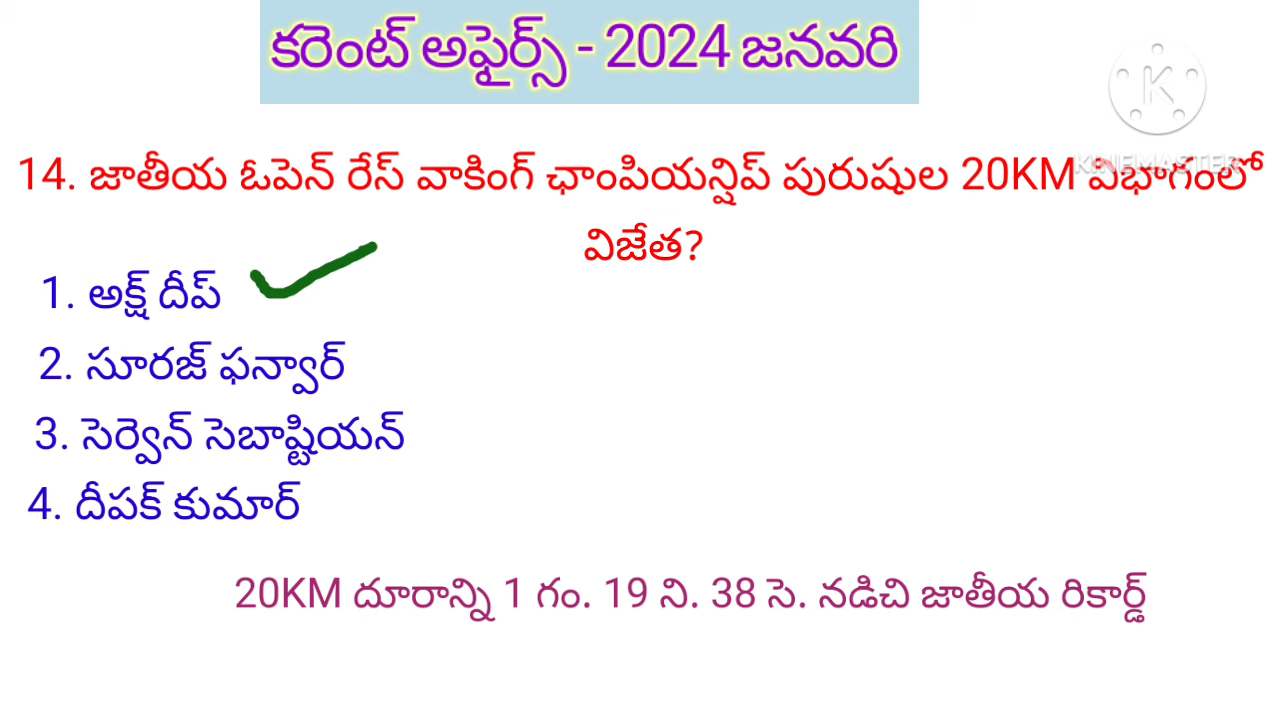 కరెంట్ అఫైర్స్ - 2024 జనవరి
K
KINEMASTER
14. జాతీయ ఓపెన్ రేస్ వాకింగ్ ఛాంపియన్షిప్ పురుషుల 20KM విభాగంలో
విజేత?
1. అక్ష్ దీప్
2. సూరజ్ ఫన్వార్
3. సెర్వెన్ సెబాష్టియన్
4. దీపక్ కుమార్
20KM దూరాన్ని 1 గం. 19 ని. 38 సె. నడిచి జాతీయ రికార్డ్